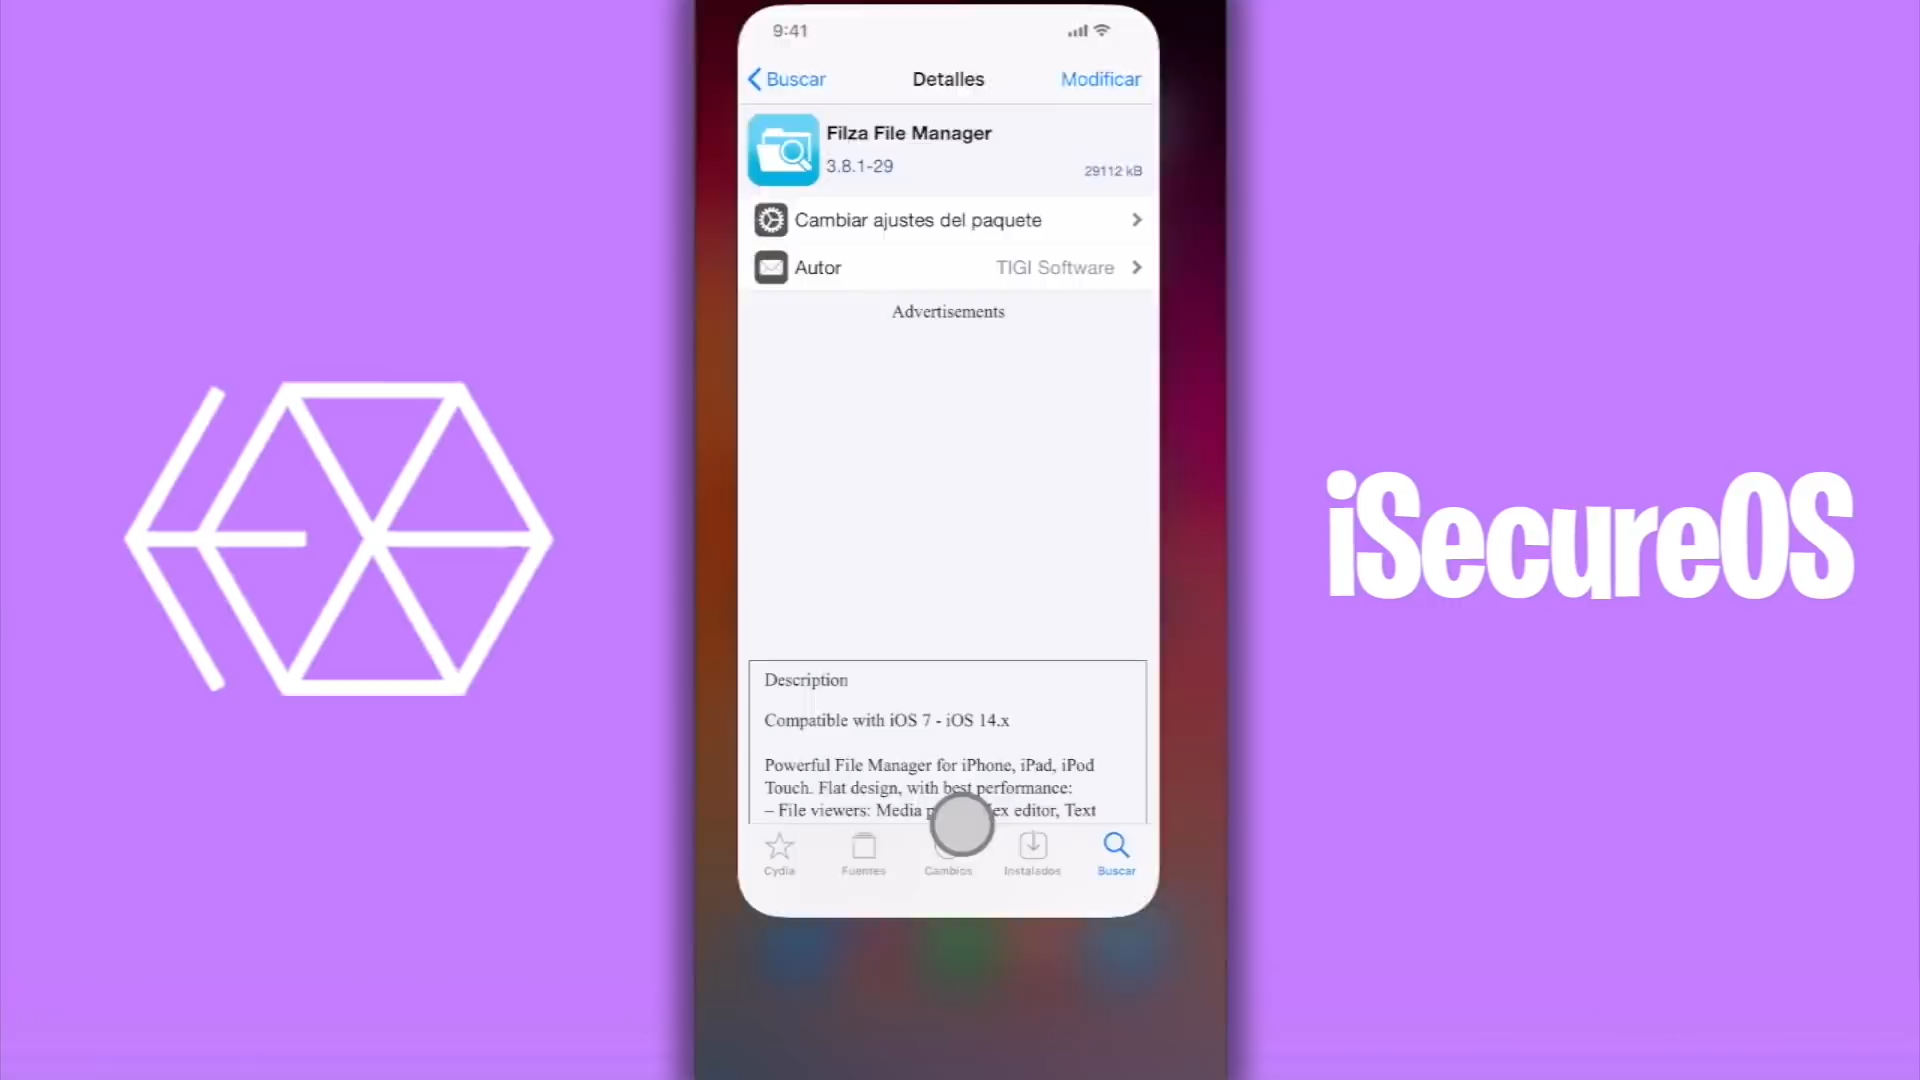 9:41
Buscar
Detalles
Modificar
Filza File Manager
3.8.1-29
29112 kB
Cambiar ajustes del paquete
Autor
TIGI Software
Advertisements
Description
Compatible with iOS 7 - iOS 14.x
Powerful File Manager for iPhone, iPad, iPod
Touch. Flat design, with best performance:
– File viewers: Media editor, Text
Cydia
Fuentes
Cambios
Instalados
Buscar
iSecureOS